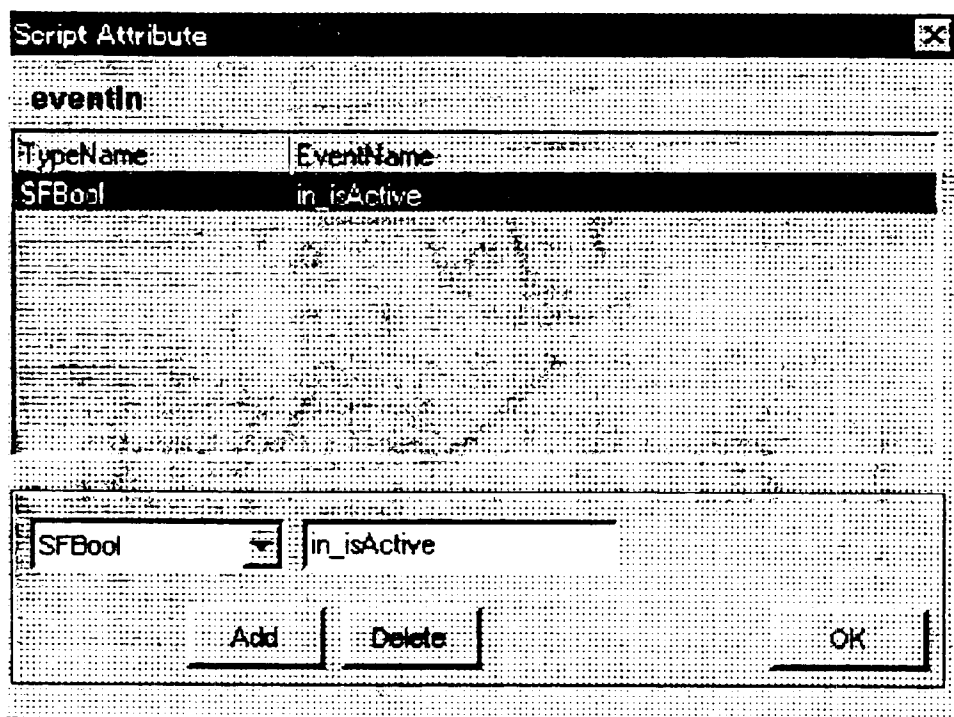 Script Attribute
eventIn
TypeName EventName
SFBool in_isActive
SFBool in_isActive
Add Delete OK